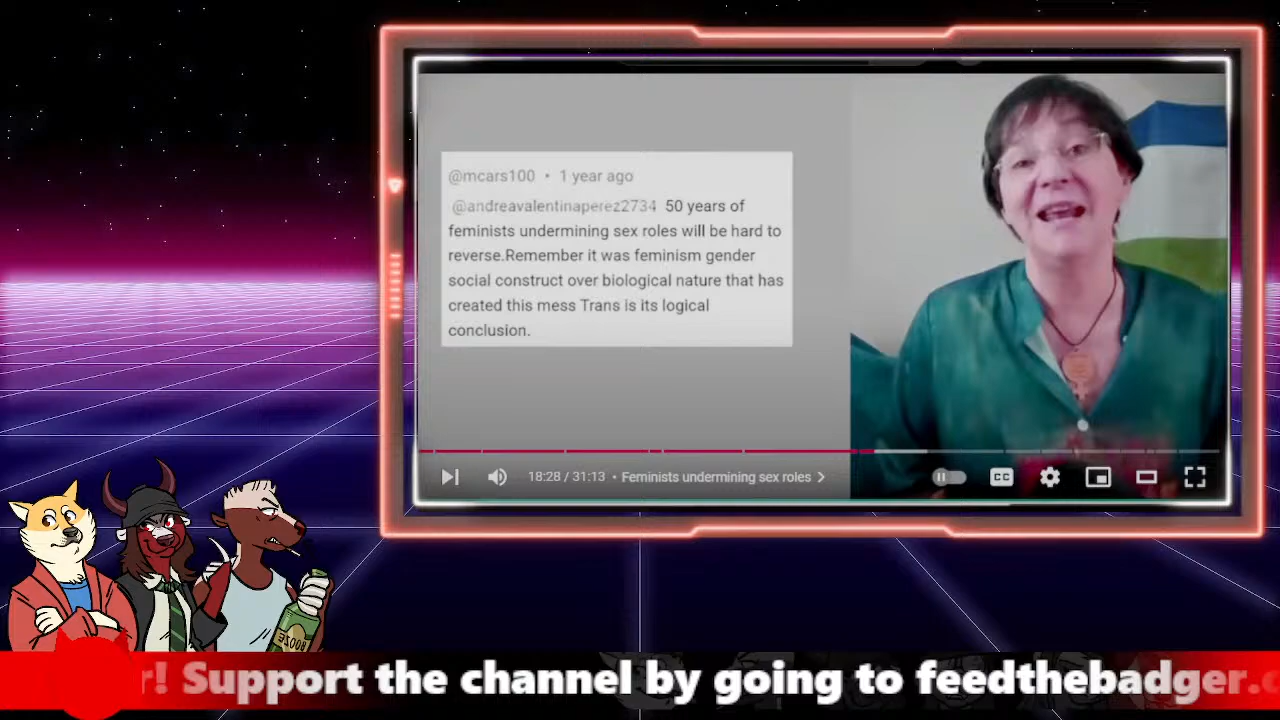 @mcars100 • 1 year ago
@andreavalentinaperez2734 50 years of
feminists undermining sex roles will be hard to
reverse.Remember it was feminism gender
social construct over biological nature that has
created this mess Trans is its logical
conclusion.
18:28 / 31:13 • Feminists undermining sex roles
CC
BOOZE
r! Support the channel by going to feedthebadger.c